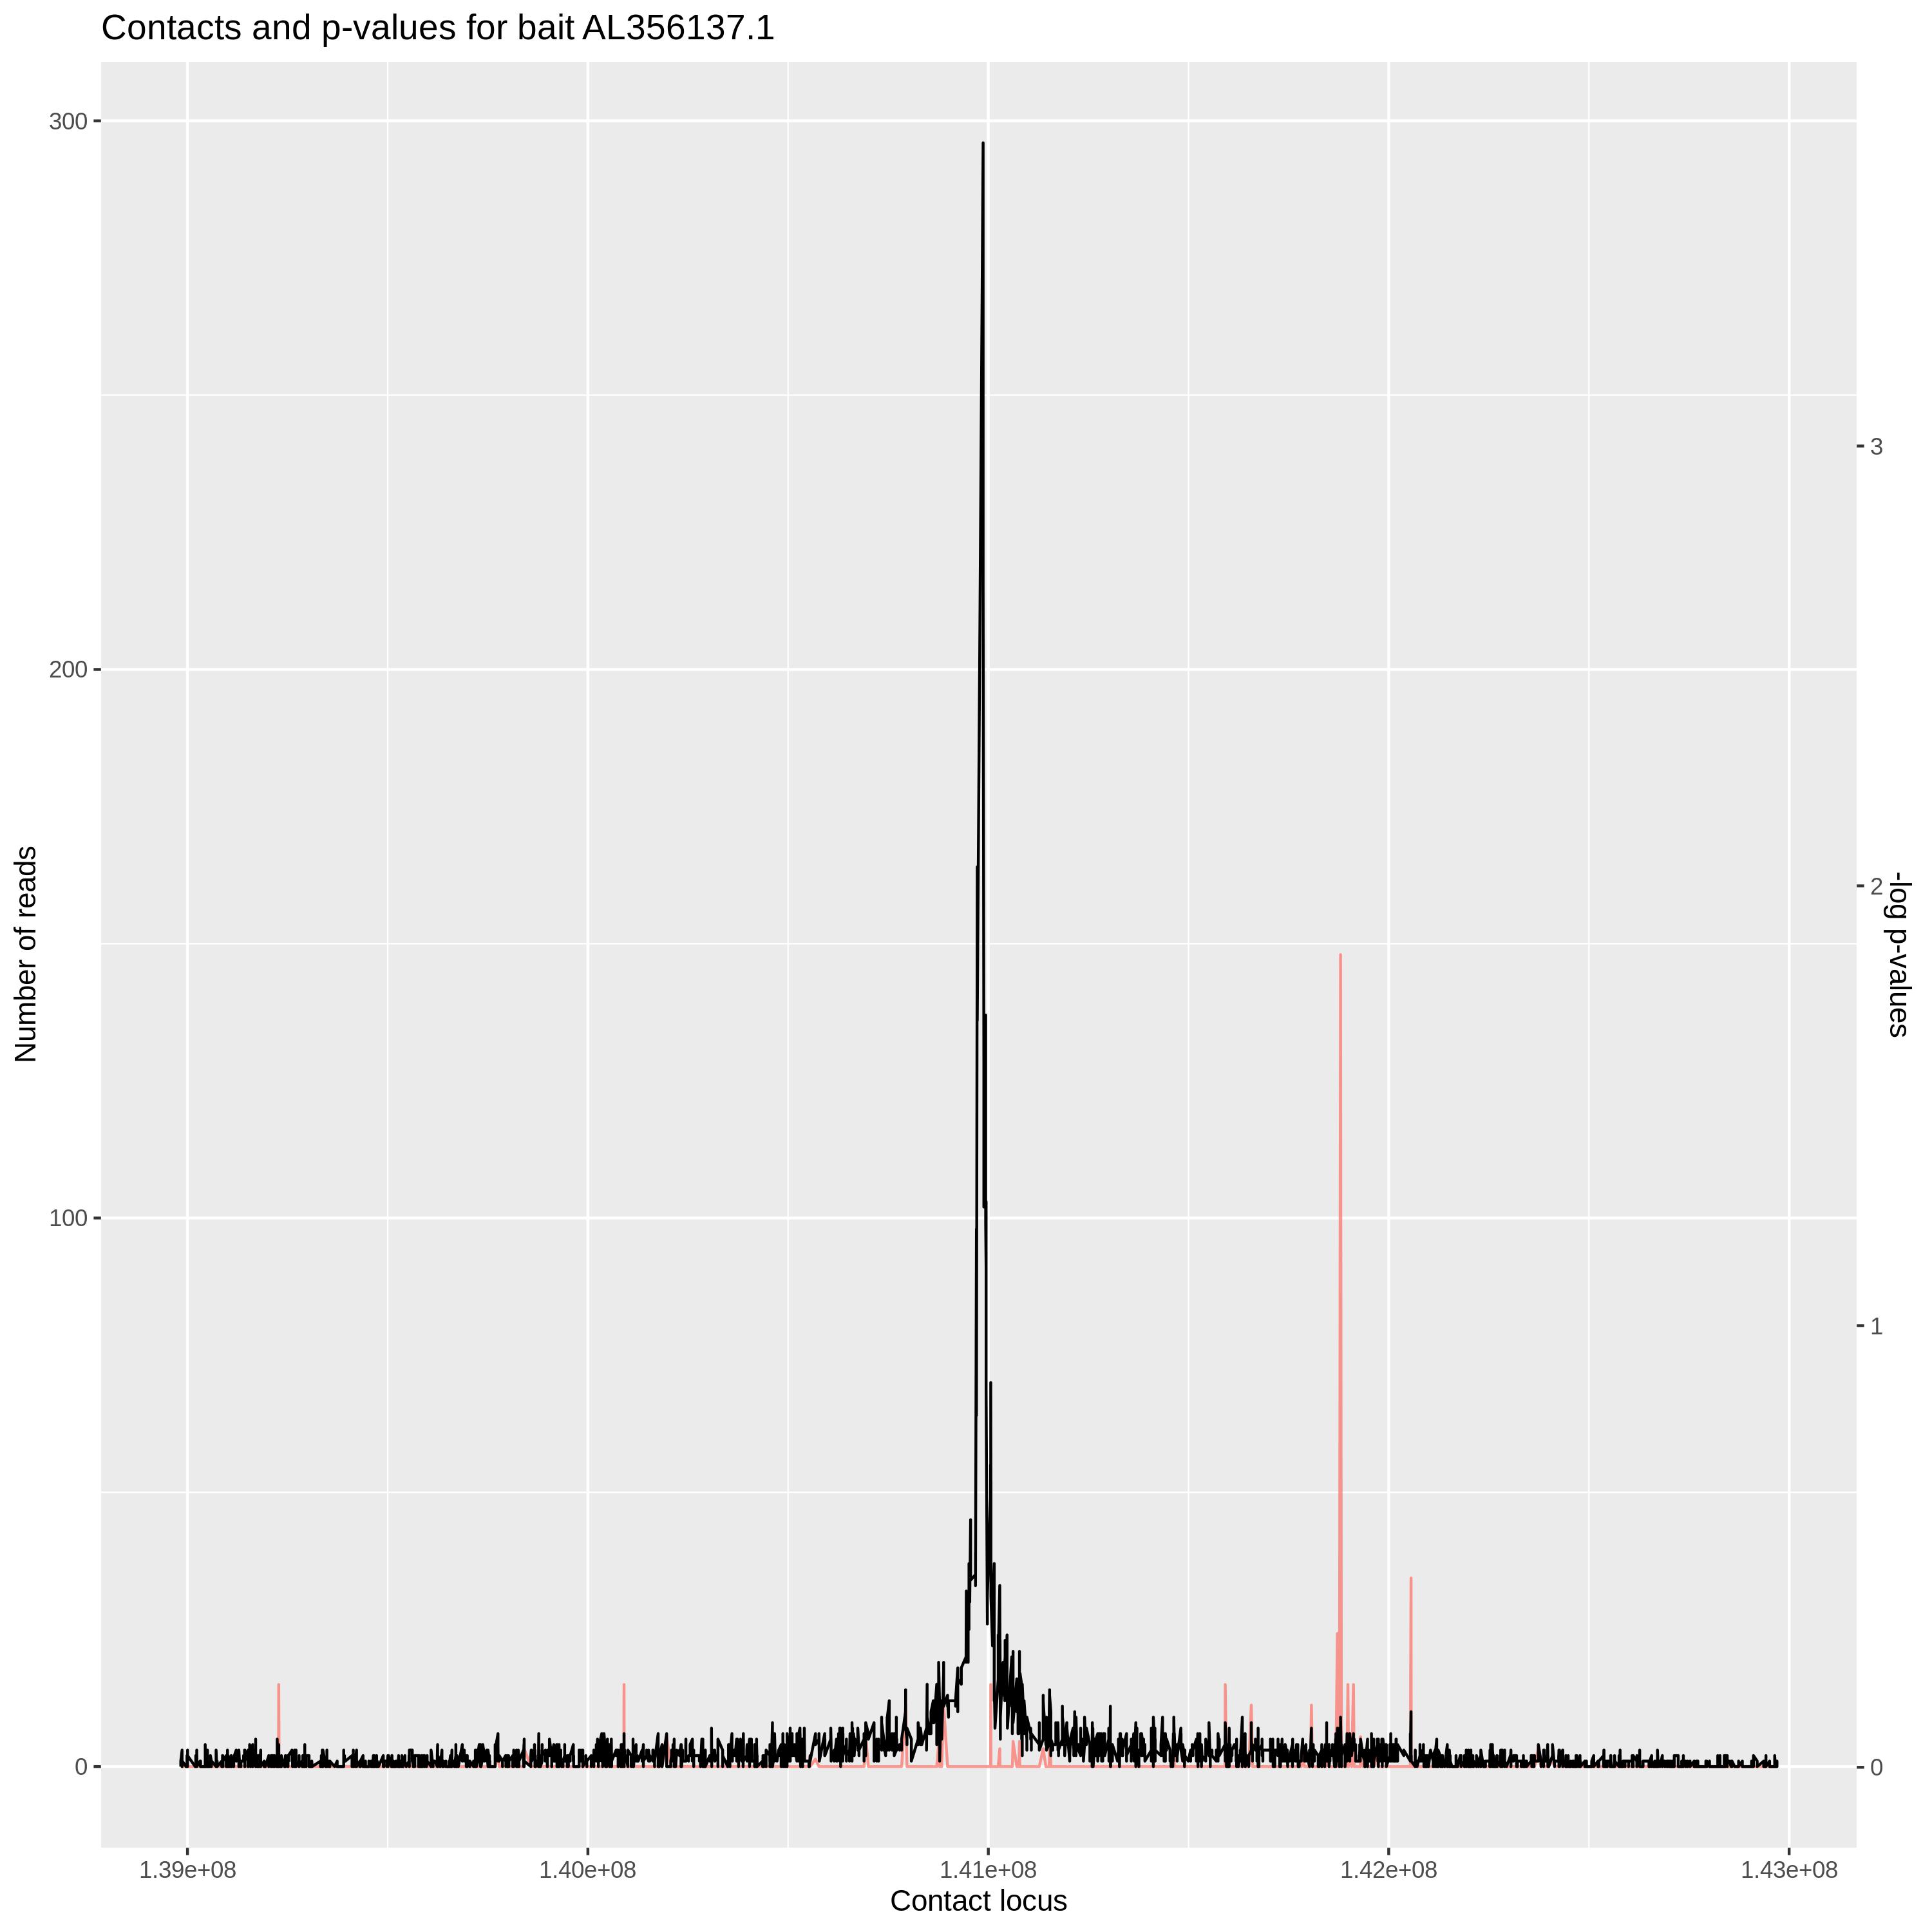 Contacts and p-values for bait AL356137.1
300
200
100
0
Number of reads
3
2
1
0
-log p-values
1.39e+08 1.40e+08 1.41e+08 1.42e+08 1.43e+08
Contact locus